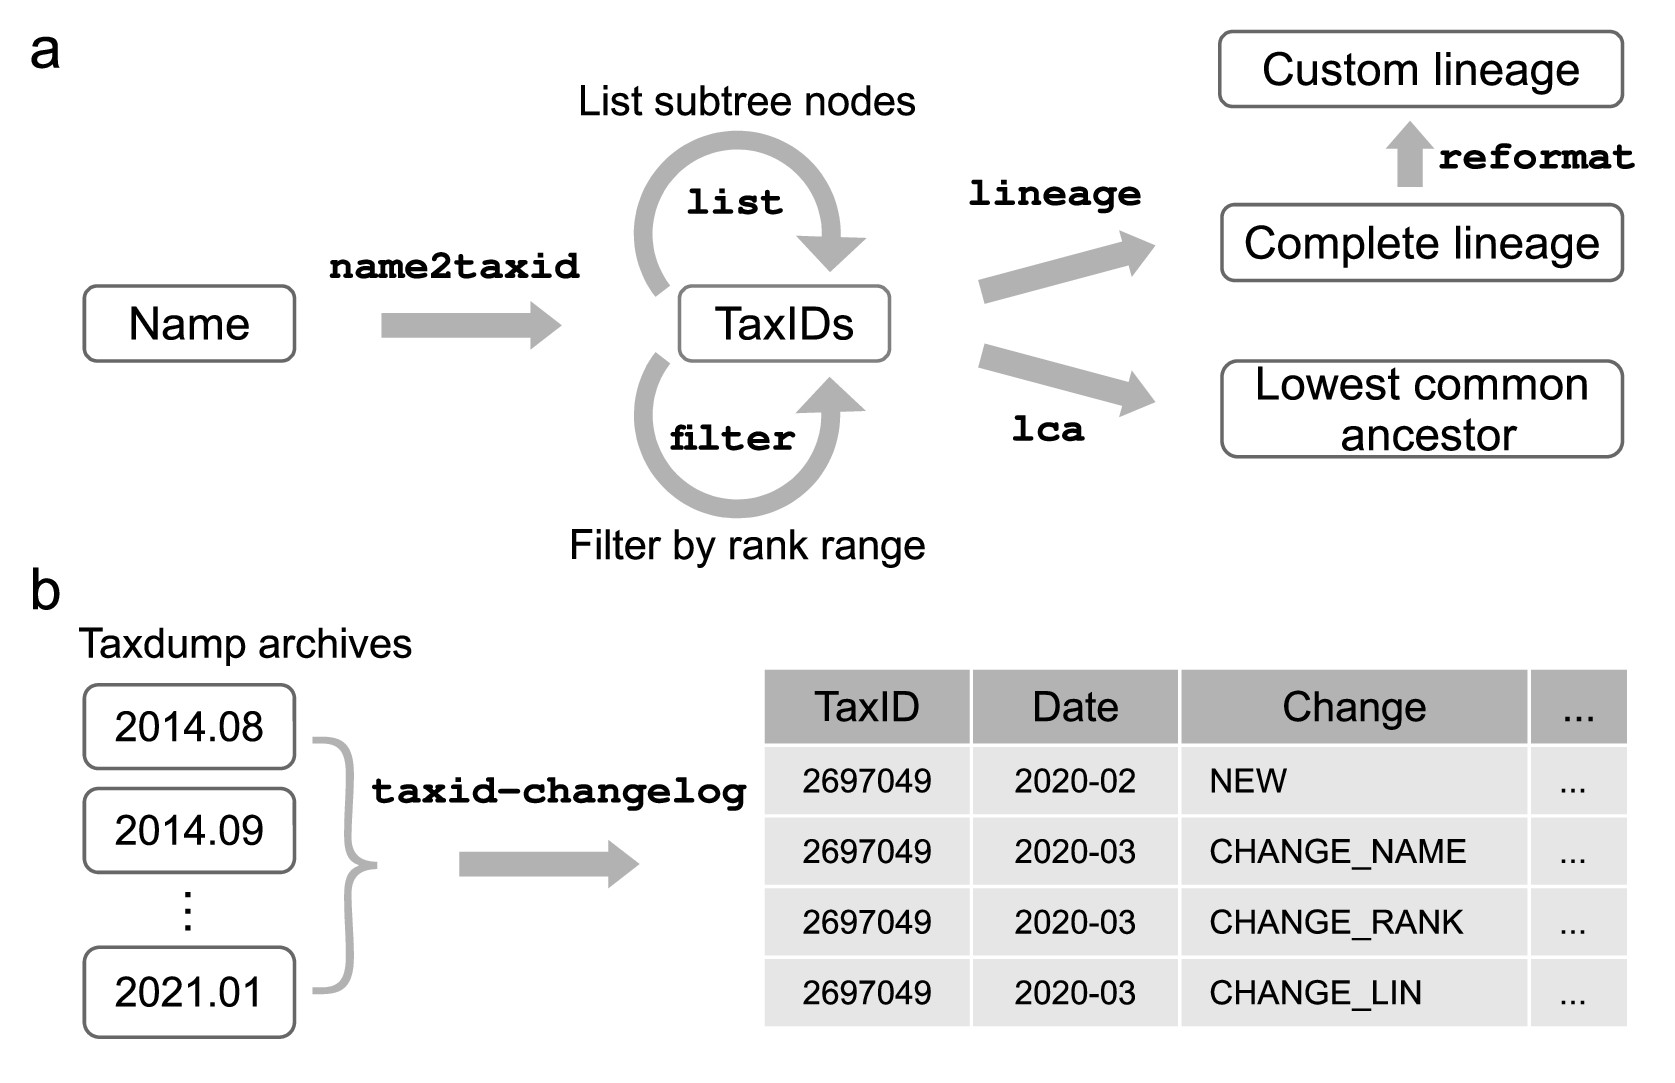 a
List subtree nodes
list
name2taxid
Name
TaxIDs
filter
Filter by rank range
lineage
lca
Custom lineage
reformat
Complete lineage
Lowest common
ancestor
b
Taxdump archives
2014.08
2014.09
⋮
2021.01
taxid-changelog
TaxID Date Change ...
2697049 2020-02 NEW ...
2697049 2020-03 CHANGE_NAME ...
2697049 2020-03 CHANGE_RANK ...
2697049 2020-03 CHANGE_LIN ...